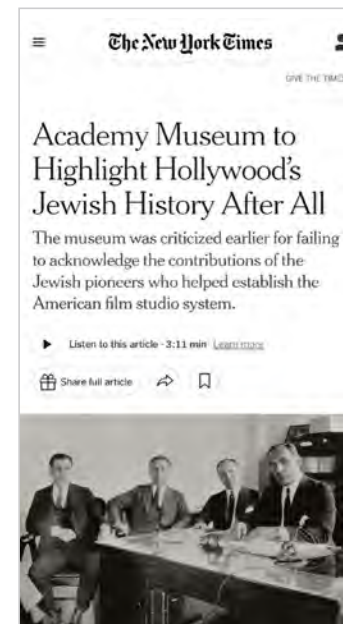 The New York Times
GIVE THE TIMES
Academy Museum to
Highlight Hollywood's
Jewish History After All
The museum was criticized earlier for failing
to acknowledge the contributions of the
Jewish pioneers who helped establish the
American film studio system.
Listen to this article · 3:11 min Learn more
Share full article